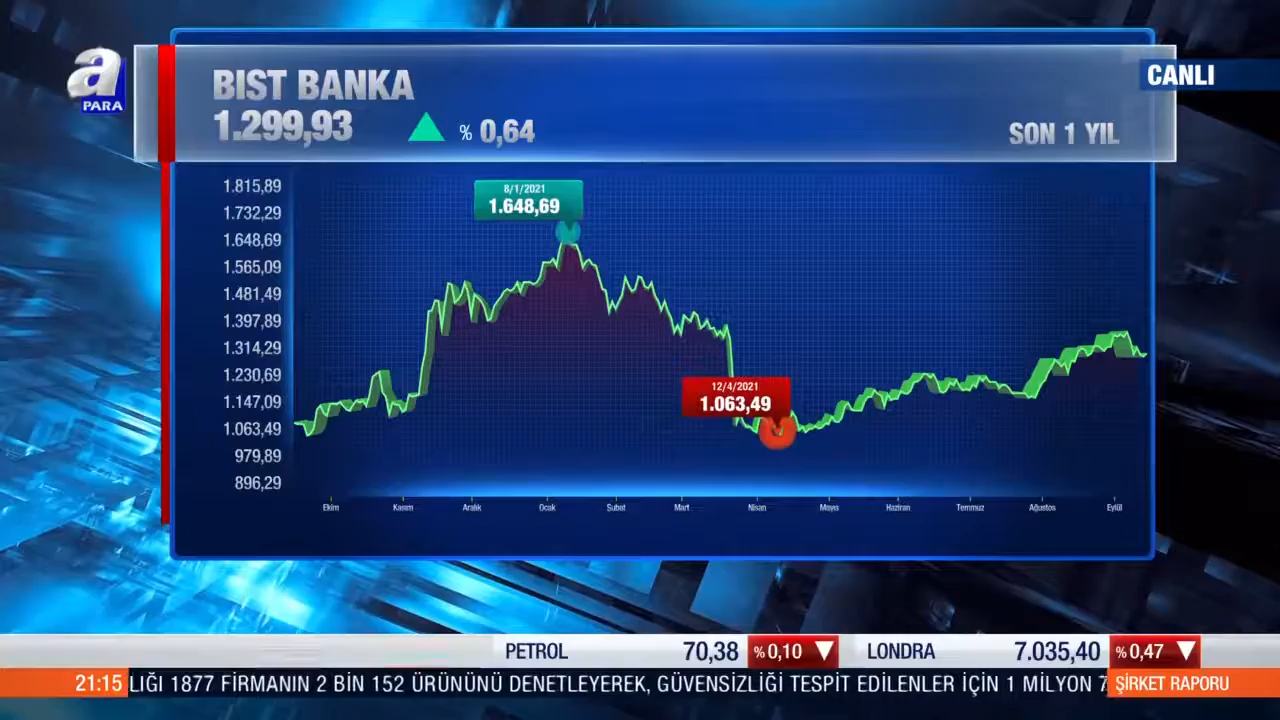 a
PARA
BIST BANKA
1.299,93
% 0,64
SON 1 YIL
CANLI
1.815,89
1.732,29
1.648,69
1.565,09
1.481,49
1.397,89
1.314,29
1.230,69
1.147,09
1.063,49
979,89
896,29
8/1/2021
1.648,69
12/4/2021
1.063,49
Ekim Kasım Aralık Ocak Şubat Mart Nisan Mayıs Haziran Temmuz Ağustos Eylül
PETROL 70,38 % 0,10 LONDRA 7.035,40 % 0,47
21:15 LIĞI 1877 FİRMANIN 2 BİN 152 ÜRÜNÜNÜ DENETLEYEREK, GÜVENSİZLİĞİ TESPİT EDİLENLER İÇİN 1 MİLYON 7 ŞİRKET RAPORU